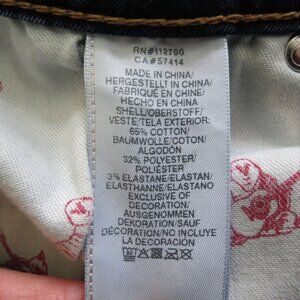 RN#112790
CA#57414
MADE IN CHINA/
HERGESTELLT IN CHINA/
FABRIQUÉ EN CHINE/
HECHO EN CHINA
SHELL/OBERSTOFF/
VESTE/TELA EXTERIOR:
65% COTTON/
BAUMWOLLE/COTON/
ALGODÓN
32% POLYESTER/
POLIÉSTER
3% ELASTANE/ELASTAN/
ELASTHANNE/ELASTANO
EXCLUSIVE OF
DECORATION/
AUSGENOMMEN
DEKORATION/SAUF
DÉCORATION/NO INCLUYE
LA DECORACIÓN